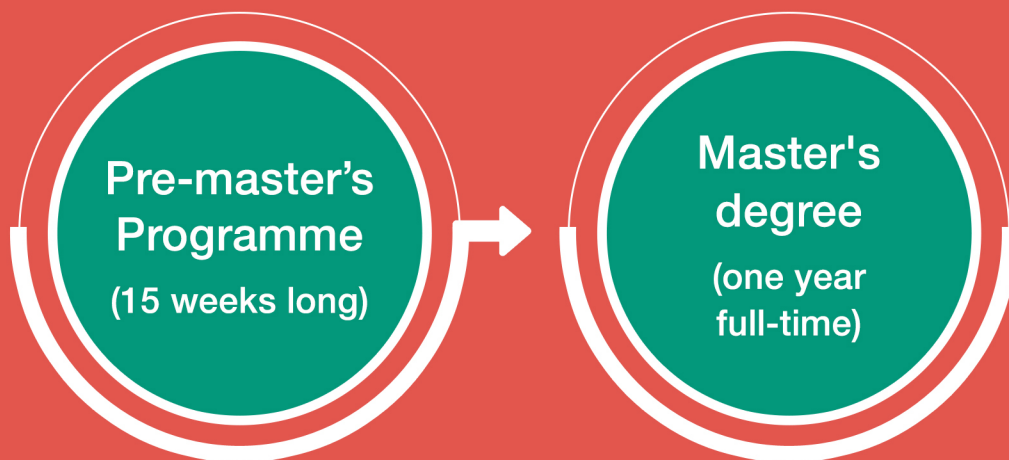 Pre-master’s
Programme
(15 weeks long)
Master's
degree
(one year
full-time)